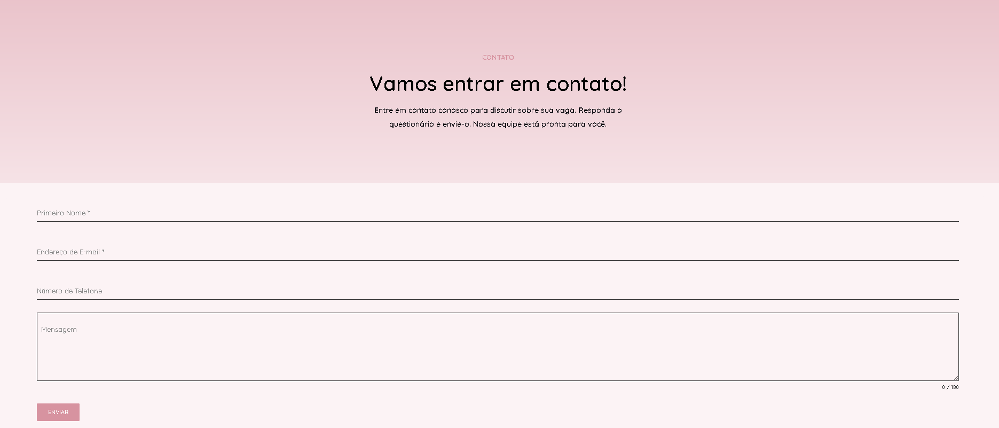 CONTATO
Vamos entrar em contato!
Entre em contato conosco para discutir sobre sua vaga. Responda o
questionário e envie-o. Nossa equipe está pronta para você.
Primeiro Nome *
Endereço de E-mail *
Número de Telefone
Mensagem
0 / 180
ENVIAR